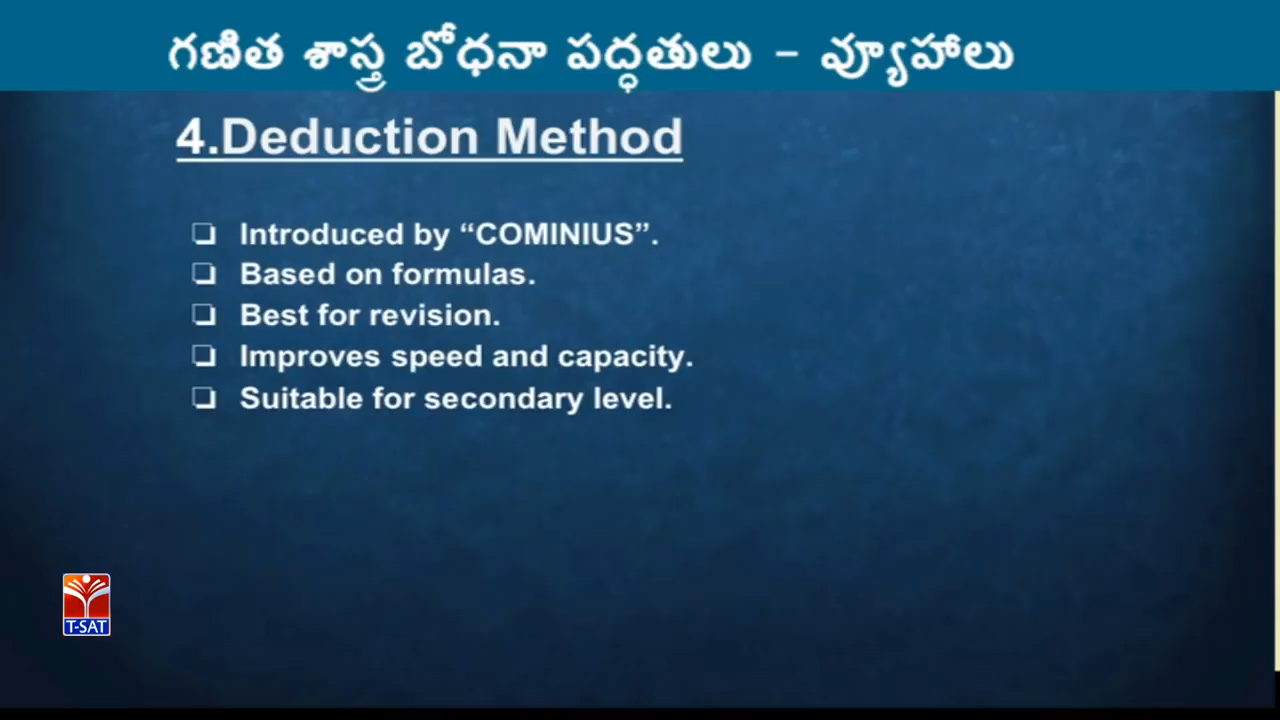 గణిత శాస్త్ర బోధనా పద్ధతులు - వ్యూహాలు
4.Deduction Method
❑ Introduced by “COMINIUS”.
❑ Based on formulas.
❑ Best for revision.
❑ Improves speed and capacity.
❑ Suitable for secondary level.
T-SAT